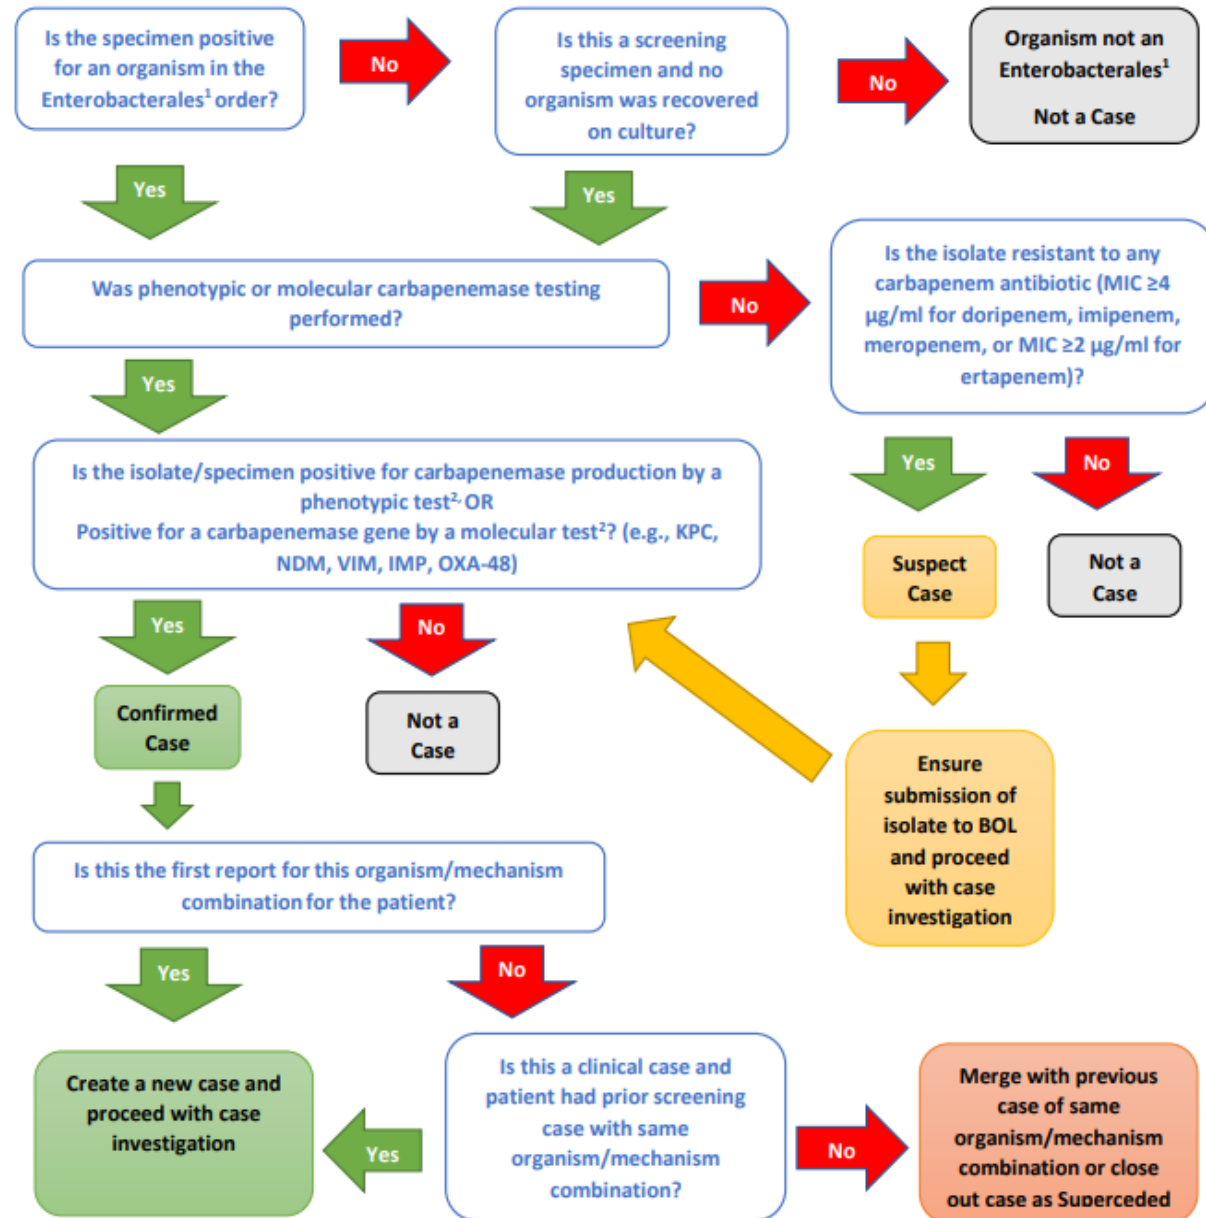 Is the specimen positive
for an organism in the
Enterobacterales¹ order?
No
Is this a screening
specimen and no
organism was recovered
on culture?
No
Organism not an
Enterobacterales¹
Not a Case
Yes
Yes
Was phenotypic or molecular carbapenemase testing
performed?
No
Is the isolate resistant to any
carbapenem antibiotic (MIC ≥4
µg/ml for doripenem, imipenem,
meropenem, or MIC ≥2 µg/ml for
ertapenem)?
Yes
Is the isolate/specimen positive for carbapenemase production by a
phenotypic test², OR
Positive for a carbapenemase gene by a molecular test²? (e.g., KPC,
NDM, VIM, IMP, OXA-48)
Yes
No
Suspect
Case
Not a
Case
Yes
No
Confirmed
Case
Not a
Case
Ensure
submission of
isolate to BOL
and proceed
with case
investigation
Is this the first report for this organism/mechanism
combination for the patient?
Yes
No
Create a new case and
proceed with case
investigation
Yes
Is this a clinical case and
patient had prior screening
case with same
organism/mechanism
combination?
No
Merge with previous
case of same
organism/mechanism
combination or close
out case as Superceded